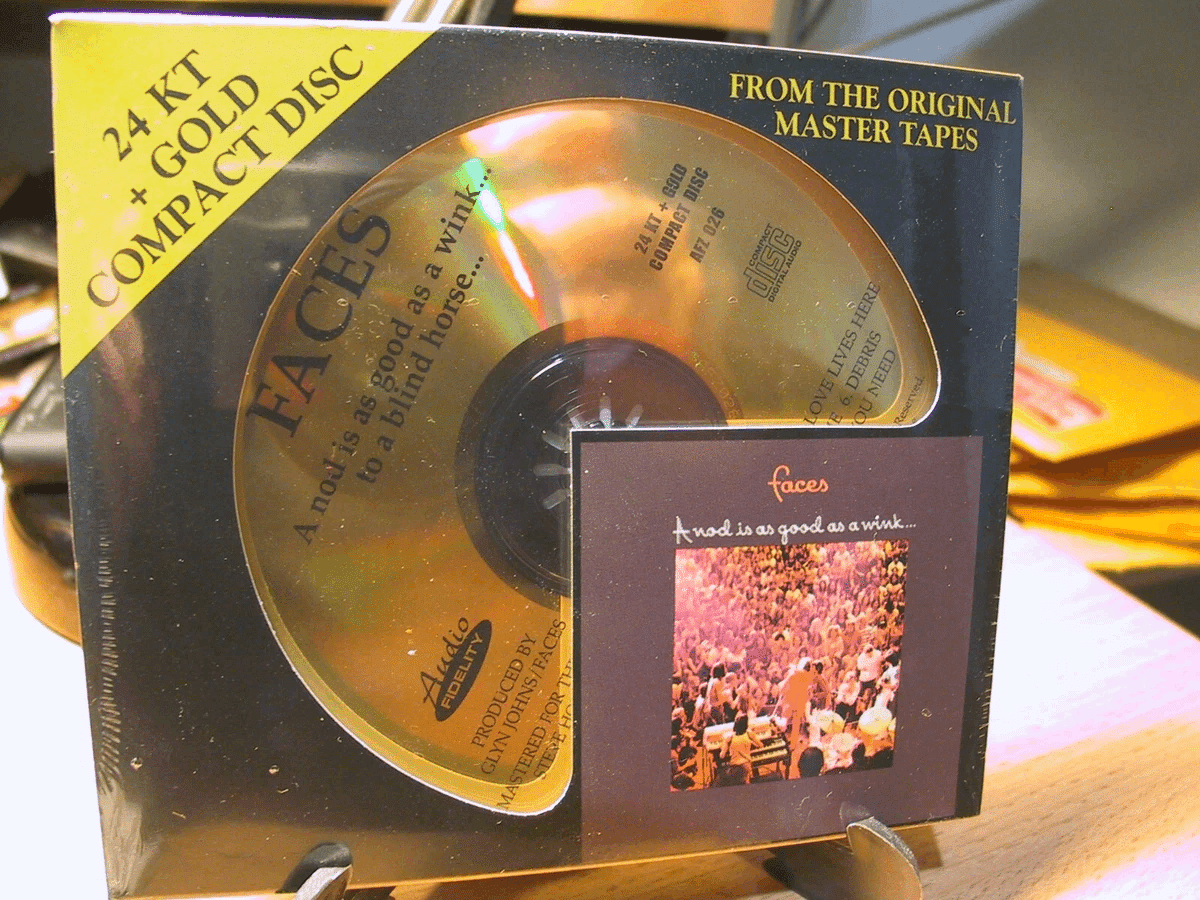 24 KT
+ GOLD
COMPACT DISC
FROM THE ORIGINAL
MASTER TAPES
FACES
A nod is as good as a wink...
to a blind horse...
24 KT + GOLD
COMPACT DISC
AFZ 026
COMPACT
disc
DIGITAL AUDIO
LOVE LIVES HERE
6. DEBRIS
NEED
Reserved.
Audio
FIDELITY
PRODUCED BY
GLYN JOHNS/FACES
MASTERED FOR
STEVE
faces
A nod is as good as a wink...